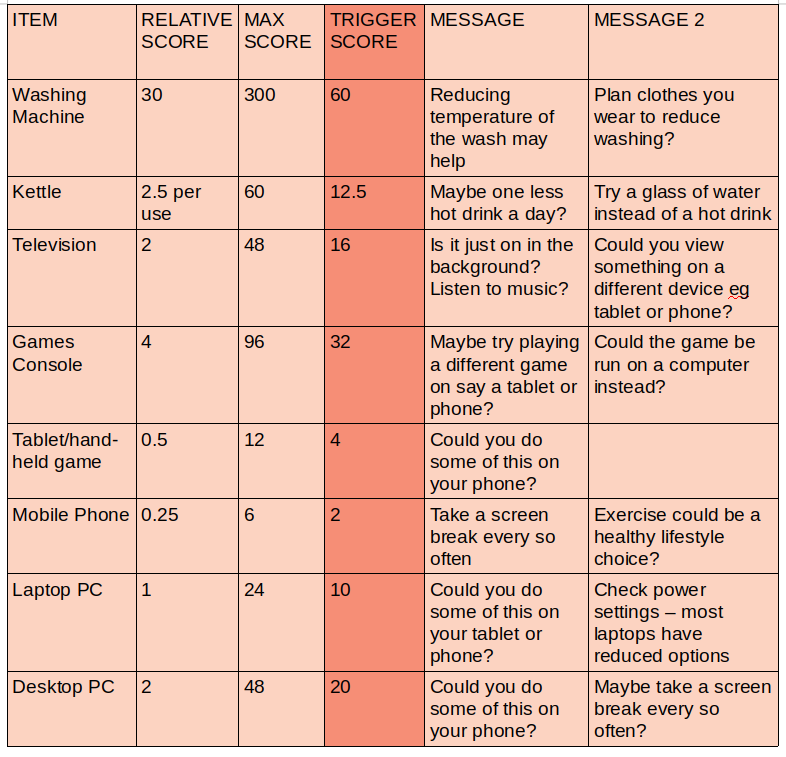 ITEM
RELATIVE
SCORE
MAX
SCORE
TRIGGER
SCORE
MESSAGE
MESSAGE 2
Washing
Machine
30
300
60
Reducing
temperature of
the wash may
help
Plan clothes you
wear to reduce
washing?
Kettle
2.5 per
use
60
12.5
Maybe one less
hot drink a day?
Try a glass of water
instead of a hot drink
Television
2
48
16
Is it just on in the
background?
Listen to music?
Could you view
something on a
different device eg
tablet or phone?
Games
Console
4
96
32
Maybe try playing
a different game
on say a tablet or
phone?
Could the game be
run on a computer
instead?
Tablet/hand-
held game
0.5
12
4
Could you do
some of this on
your phone?
Mobile Phone
0.25
6
2
Take a screen
break every so
often
Exercise could be a
healthy lifestyle
choice?
Laptop PC
1
24
10
Could you do
some of this on
your tablet or
phone?
Check power
settings – most
laptops have
reduced options
Desktop PC
2
48
20
Could you do
some of this on
your phone?
Maybe take a screen
break every so
often?